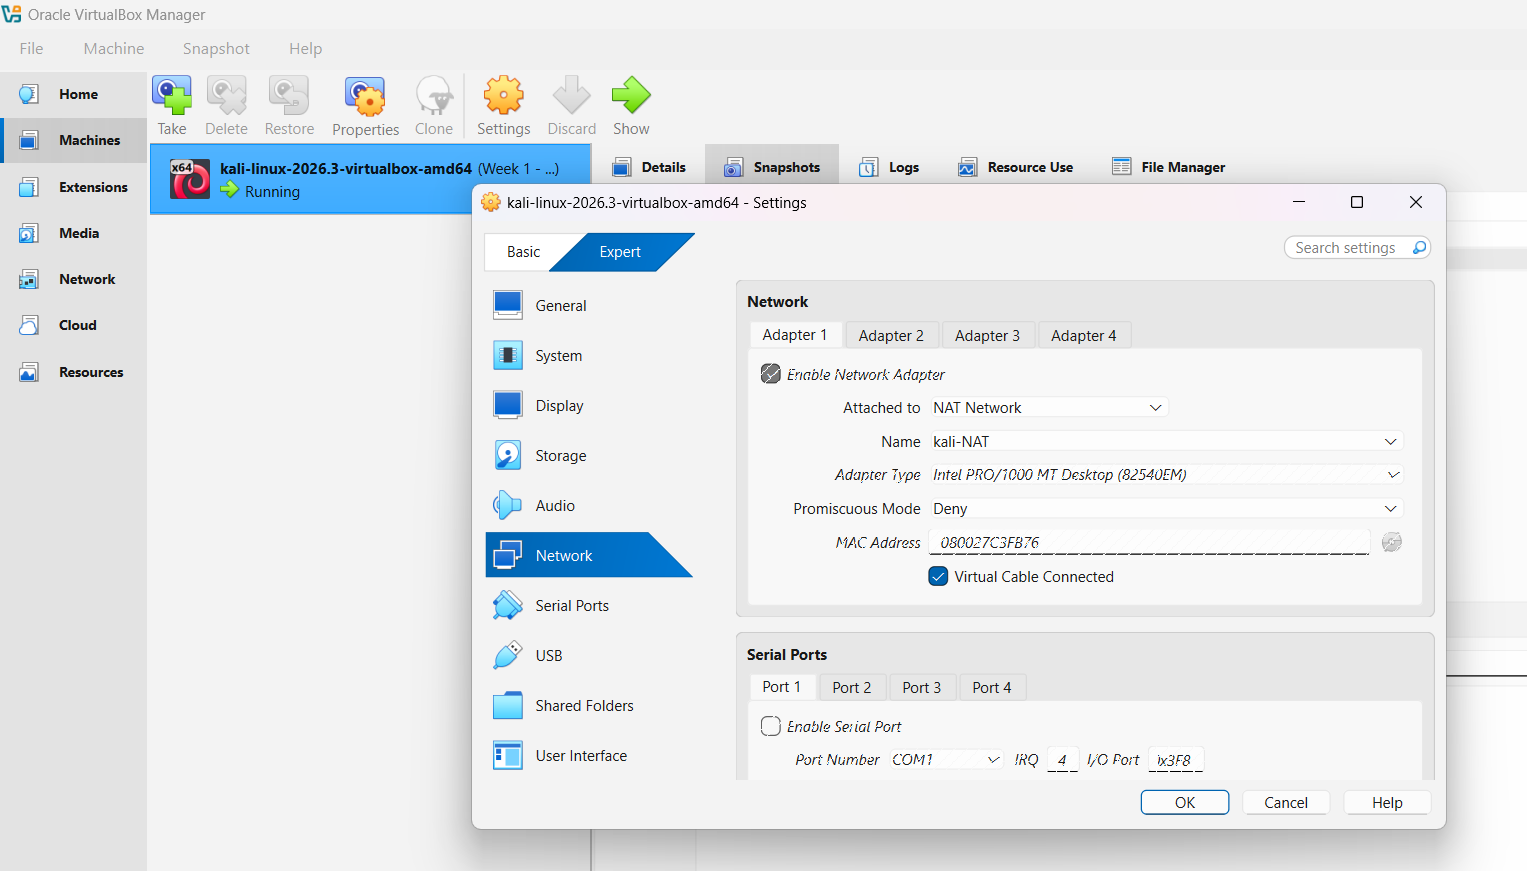 Oracle VirtualBox Manager
File Machine Snapshot Help
Home
Machines
Extensions
Media
Network
Cloud
Resources
Take Delete Restore Properties Clone Settings Discard Show
x64
kali-linux-2026.3-virtualbox-amd64 (Week 1 - ...)
Running
Details Snapshots Logs Resource Use File Manager
kali-linux-2026.3-virtualbox-amd64 - Settings
Basic Expert
Search settings
General
System
Display
Storage
Audio
Network
Serial Ports
USB
Shared Folders
User Interface
Network
Adapter 1 Adapter 2 Adapter 3 Adapter 4
Enable Network Adapter
Attached to NAT Network
Name kali-NAT
Adapter Type Intel PRO/1000 MT Desktop (82540EM)
Promiscuous Mode Deny
MAC Address 080027C3FB76
Virtual Cable Connected
Serial Ports
Port 1 Port 2 Port 3 Port 4
Enable Serial Port
Port Number COM1 IRQ 4 I/O Port 0x3F8
OK Cancel Help